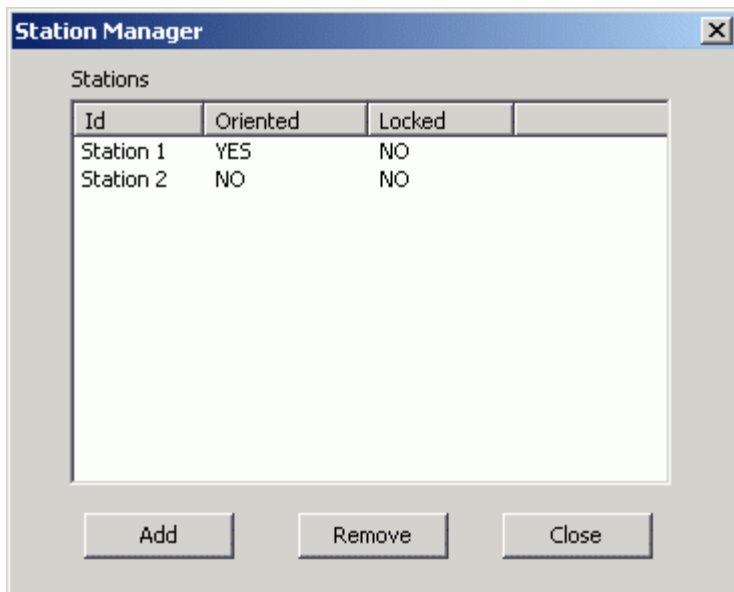 Station Manager
Stations
Id Oriented Locked
Station 1 YES NO
Station 2 NO NO
Add Remove Close